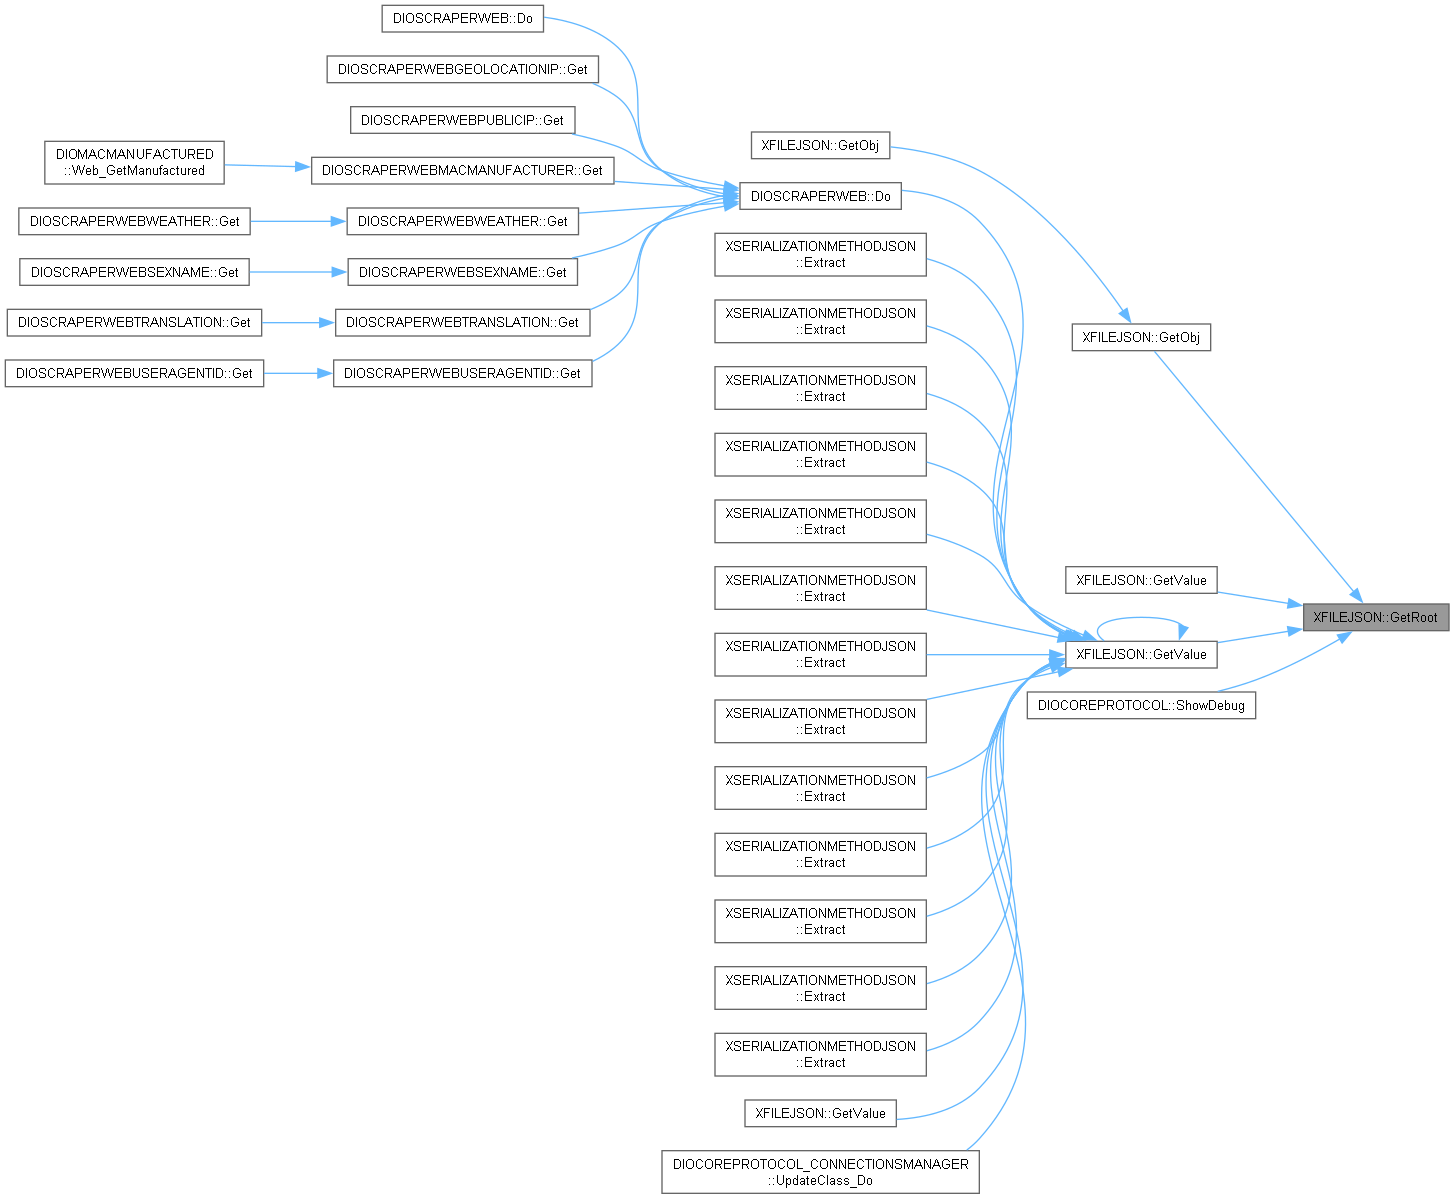 DIOSCRAPERWEB::Do
DIOSCRAPERWEBGEOLOCATIONIP::Get
DIOSCRAPERWEBPUBLICIP::Get
DIOMACMANUFACTURED
::Web_GetManufactured
DIOSCRAPERWEBMACMANUFACTURER::Get
DIOSCRAPERWEBWEATHER::Get
DIOSCRAPERWEBWEATHER::Get
DIOSCRAPERWEBSEXNAME::Get
DIOSCRAPERWEBSEXNAME::Get
DIOSCRAPERWEBTRANSLATION::Get
DIOSCRAPERWEBTRANSLATION::Get
DIOSCRAPERWEBUSERAGENTID::Get
DIOSCRAPERWEBUSERAGENTID::Get
XFILEJSON::GetObj
DIOSCRAPERWEB::Do
XSERIALIZATIONMETHODJSON
::Extract
XSERIALIZATIONMETHODJSON
::Extract
XSERIALIZATIONMETHODJSON
::Extract
XSERIALIZATIONMETHODJSON
::Extract
XSERIALIZATIONMETHODJSON
::Extract
XSERIALIZATIONMETHODJSON
::Extract
XSERIALIZATIONMETHODJSON
::Extract
XSERIALIZATIONMETHODJSON
::Extract
XSERIALIZATIONMETHODJSON
::Extract
XSERIALIZATIONMETHODJSON
::Extract
XSERIALIZATIONMETHODJSON
::Extract
XSERIALIZATIONMETHODJSON
::Extract
XSERIALIZATIONMETHODJSON
::Extract
XFILEJSON::GetValue
DIOCOREPROTOCOL_CONNECTIONSMANAGER
::UpdateClass_Do
XFILEJSON::GetObj
XFILEJSON::GetValue
XFILEJSON::GetValue
DIOCOREPROTOCOL::ShowDebug
XFILEJSON::GetRoot